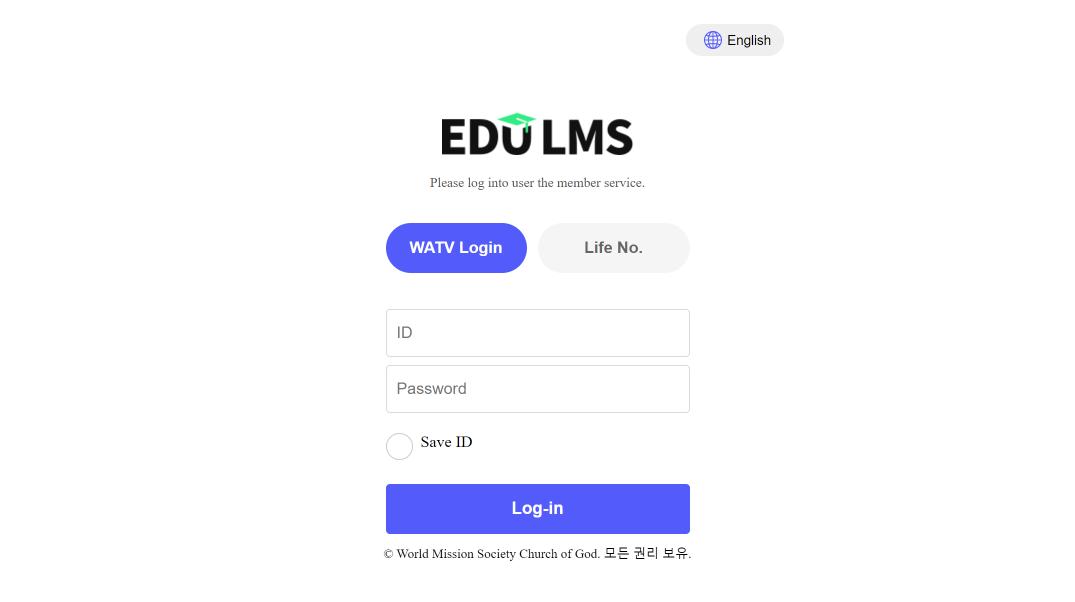 English
EDU LMS
Please log into user the member service.
WATV Login
Life No.
ID
Password
Save ID
Log-in
© World Mission Society Church of God. 모든 권리 보유.